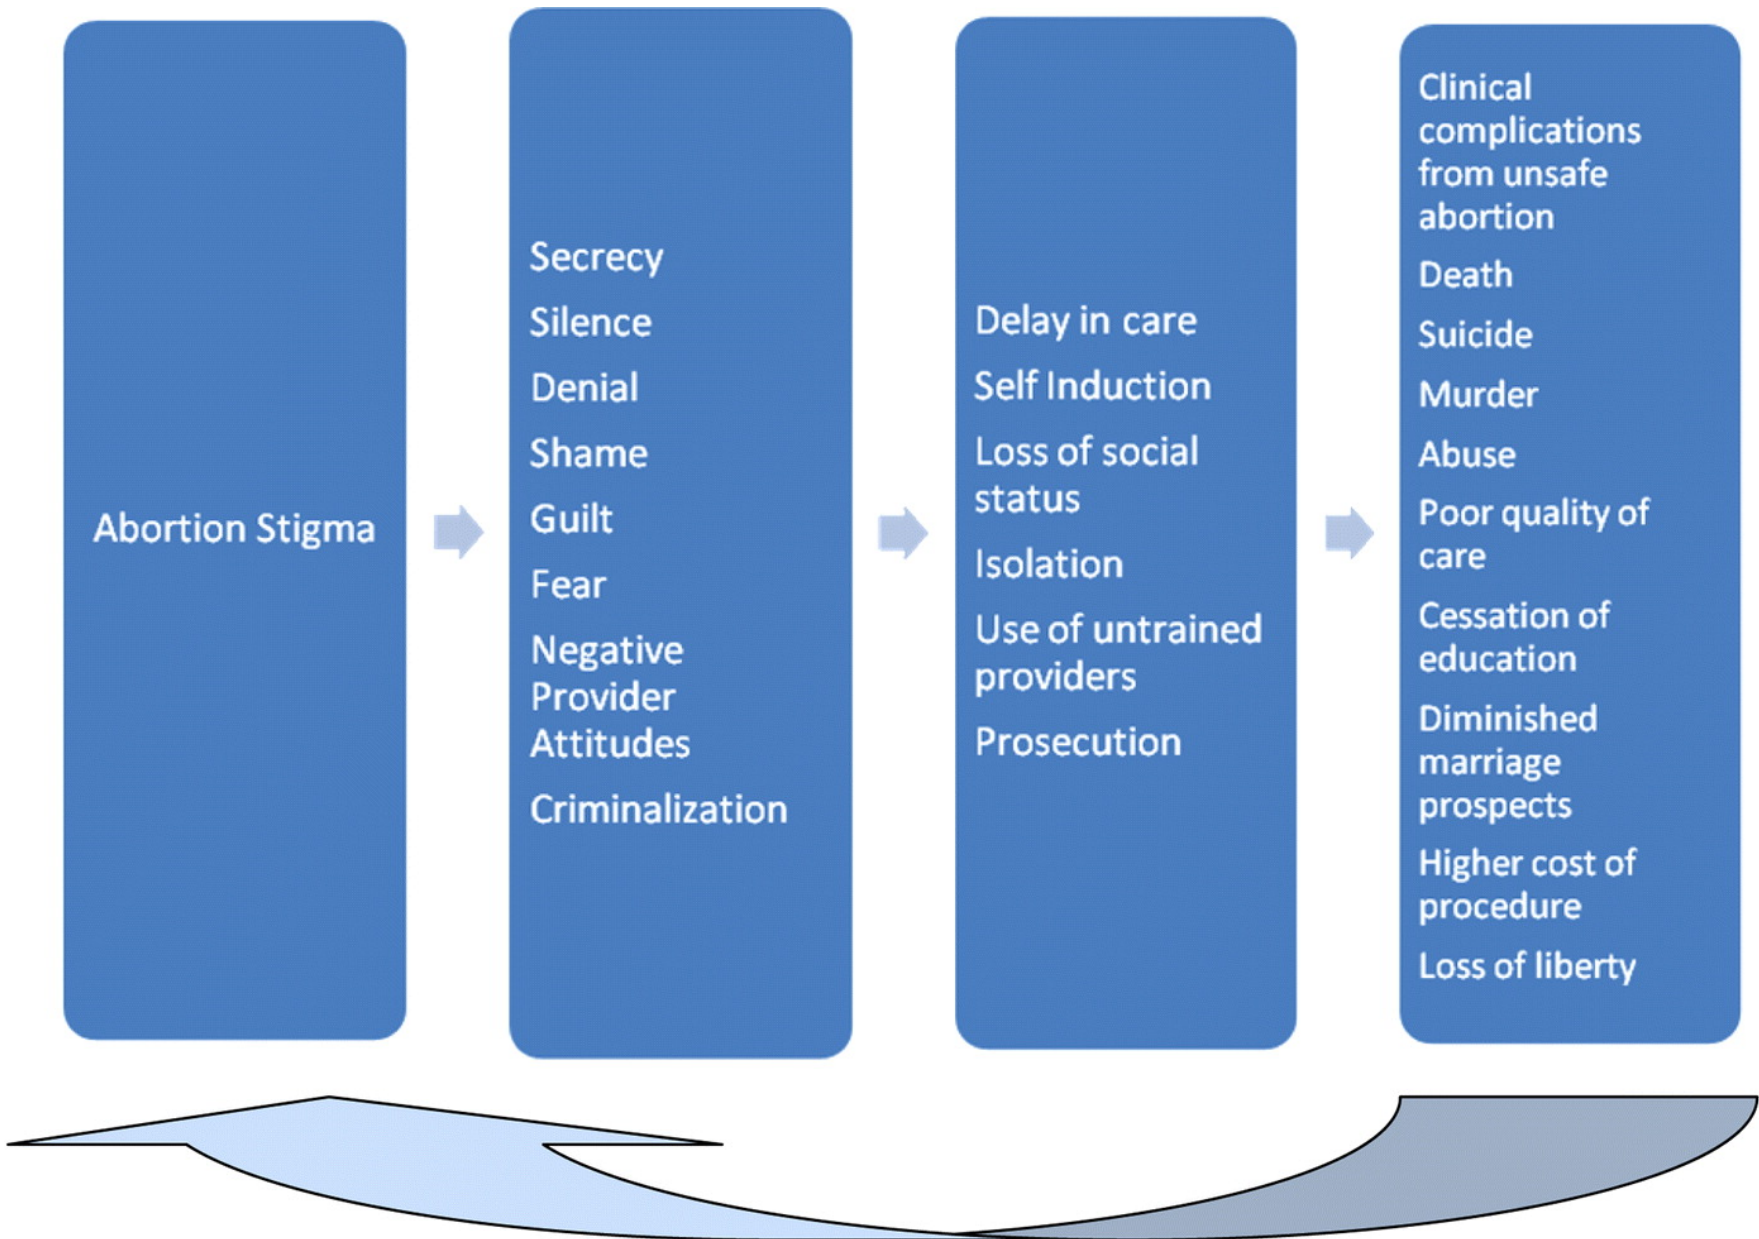 Abortion Stigma
Secrecy
Silence
Denial
Shame
Guilt
Fear
Negative
Provider
Attitudes
Criminalization
Delay in care
Self Induction
Loss of social
status
Isolation
Use of untrained
providers
Prosecution
Clinical
complications
from unsafe
abortion
Death
Suicide
Murder
Abuse
Poor quality of
care
Cessation of
education
Diminished
marriage
prospects
Higher cost of
procedure
Loss of liberty